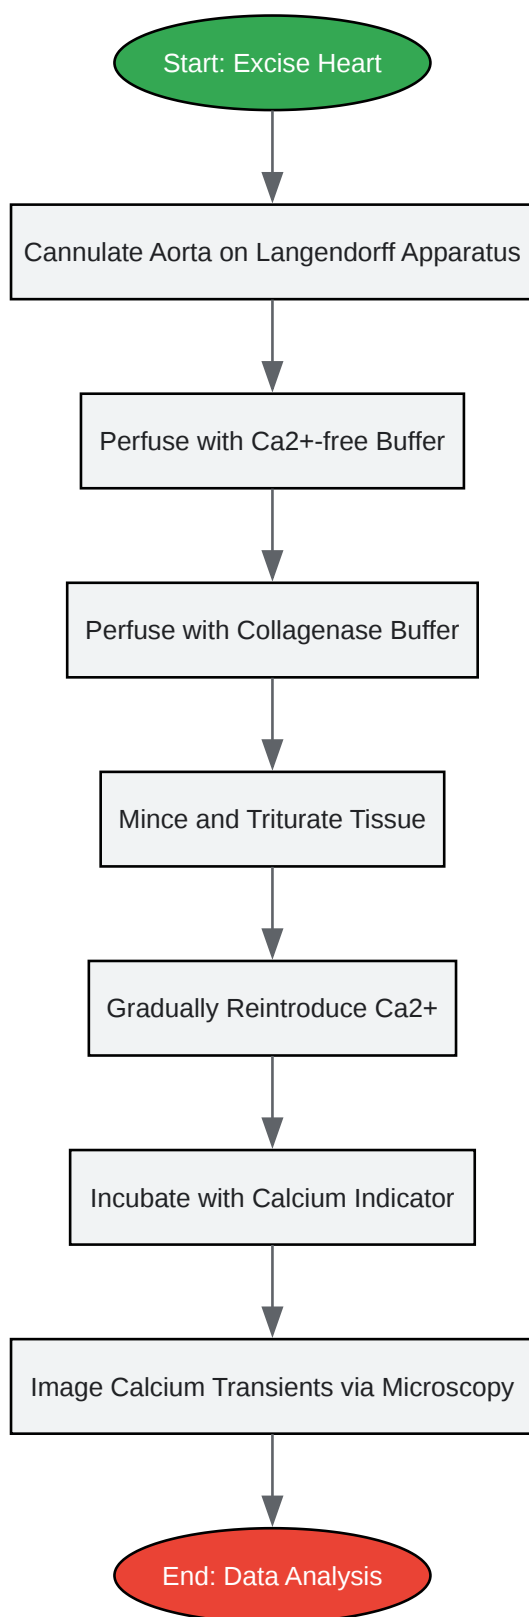 Start: Excise Heart
Cannulate Aorta on Langendorff Apparatus
Perfuse with Ca2+-free Buffer
Perfuse with Collagenase Buffer
Mince and Triturate Tissue
Gradually Reintroduce Ca2+
Incubate with Calcium Indicator
Image Calcium Transients via Microscopy
End: Data Analysis